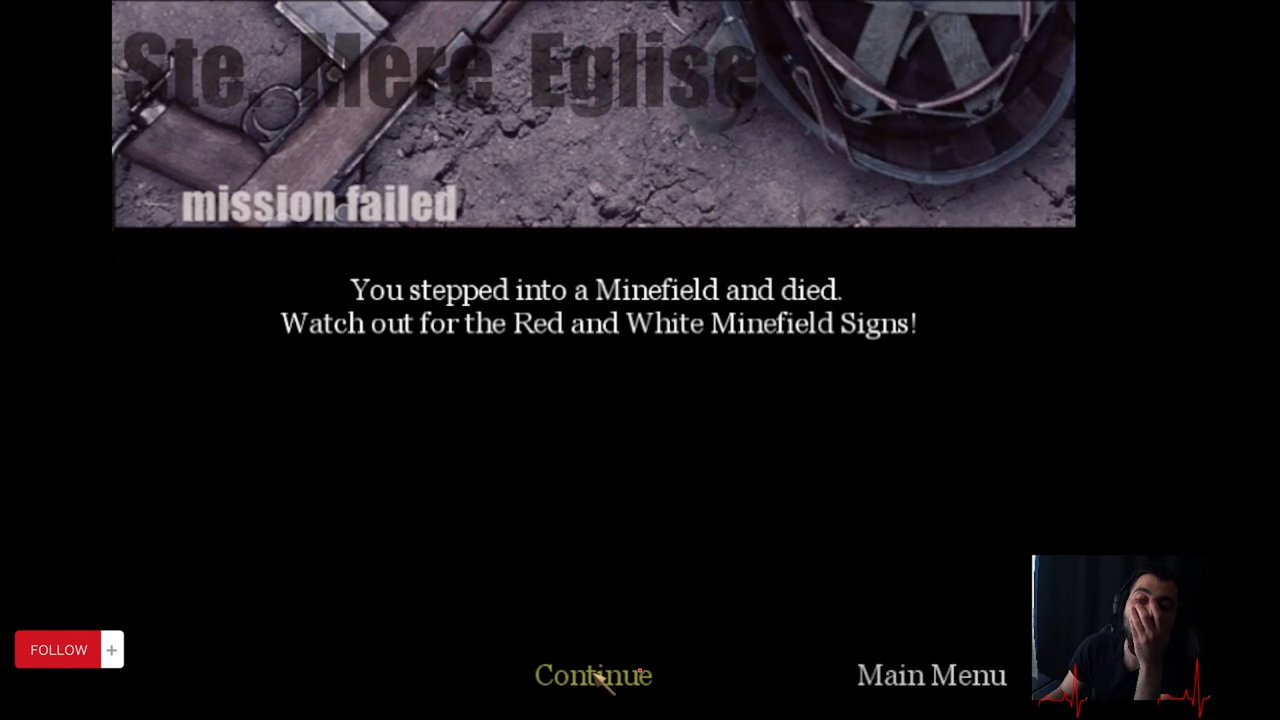 Ste. Mere Eglise
mission failed
You stepped into a Minefield and died.
Watch out for the Red and White Minefield Signs!
FOLLOW +
Continue
Main Menu